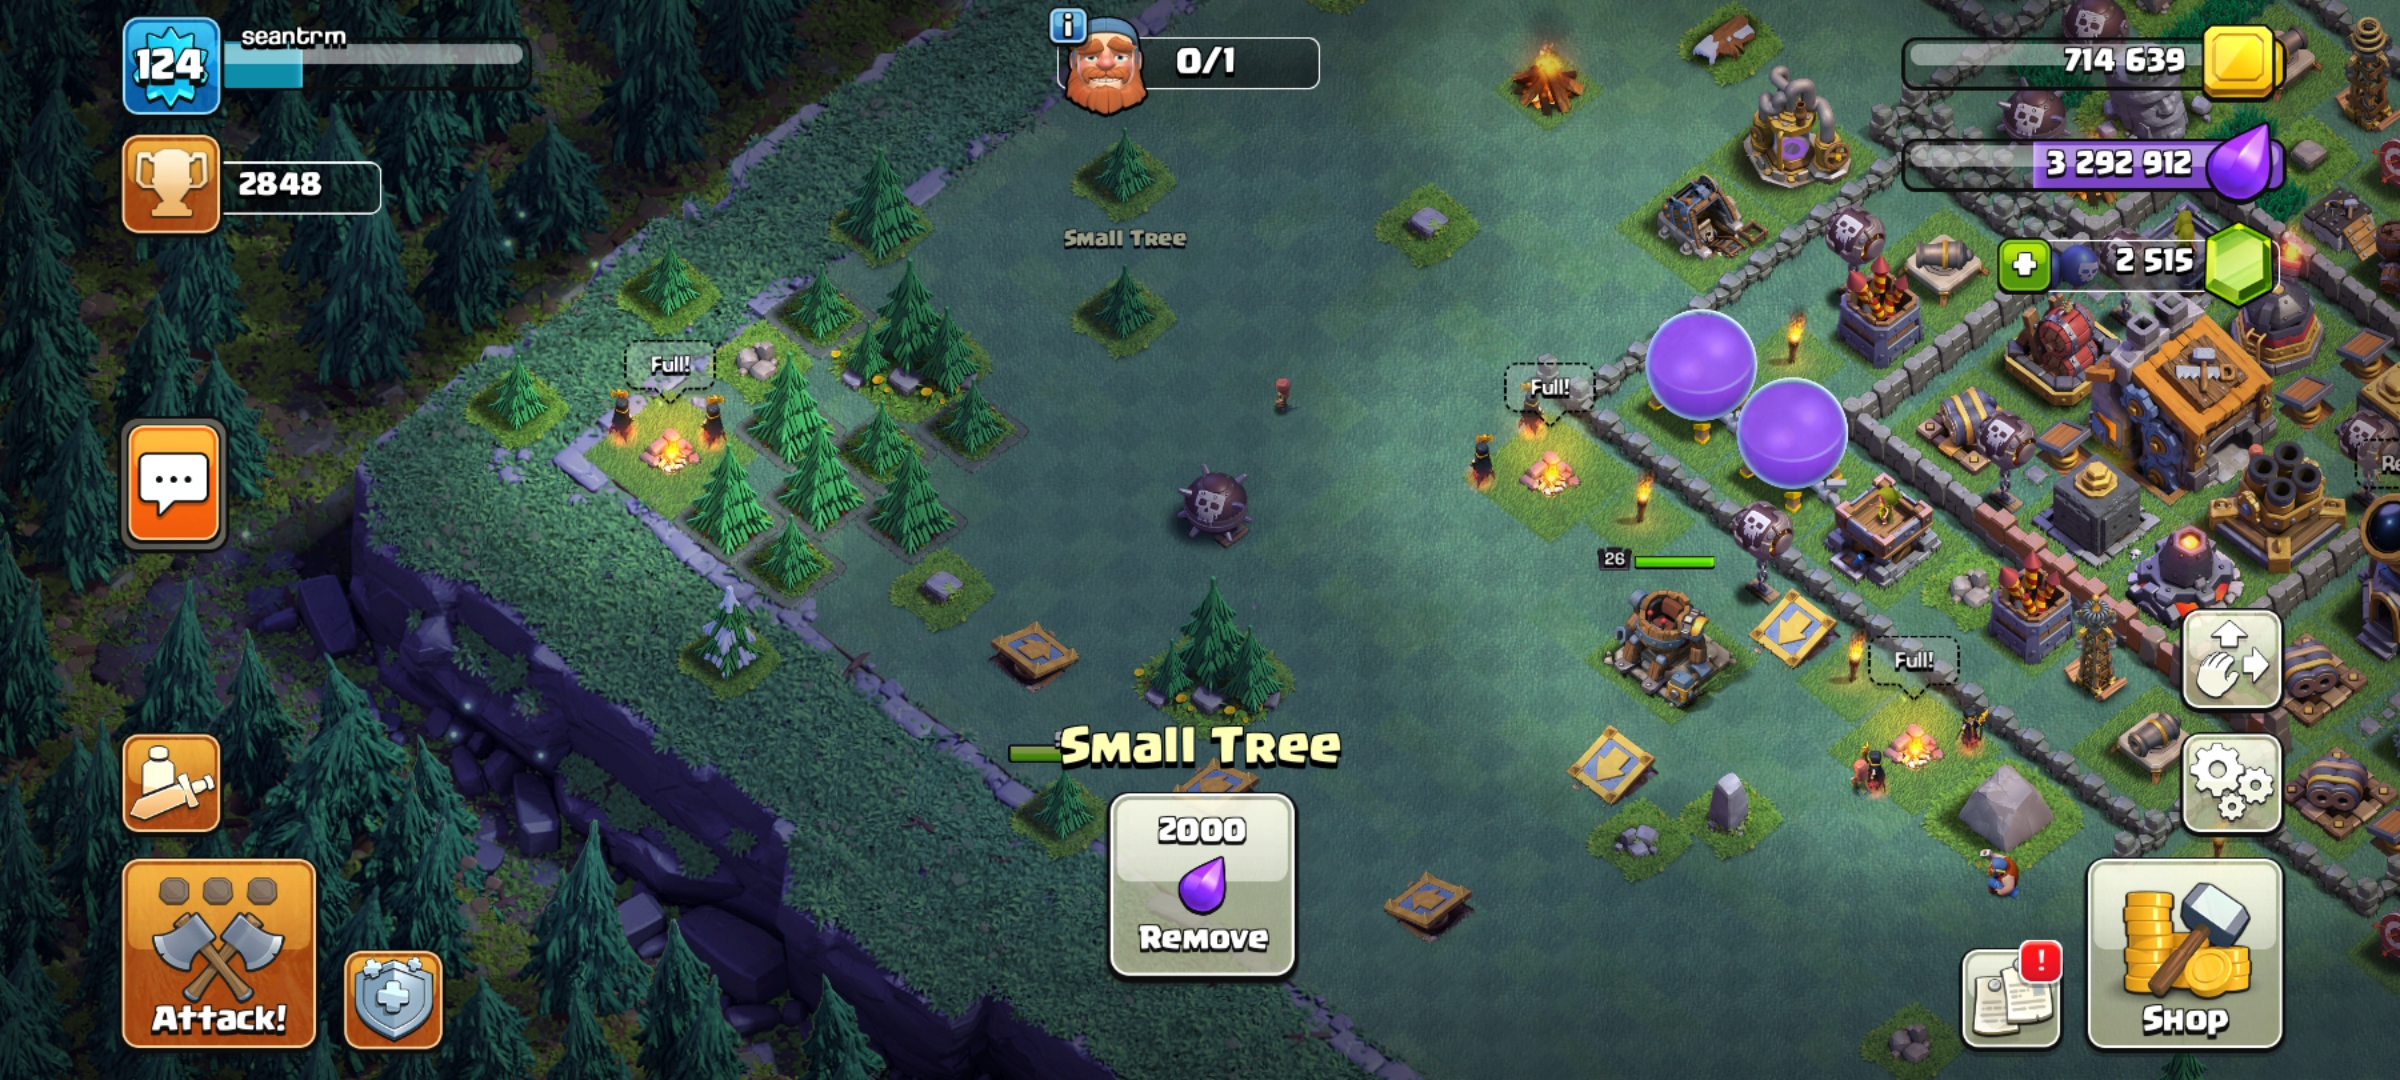 124
seantrm
0/1
714 639
2848
3 292 912
Small Tree
2 515
Full!
Full!
26
Full!
Small Tree
2000
Remove
Attack!
!
Shop